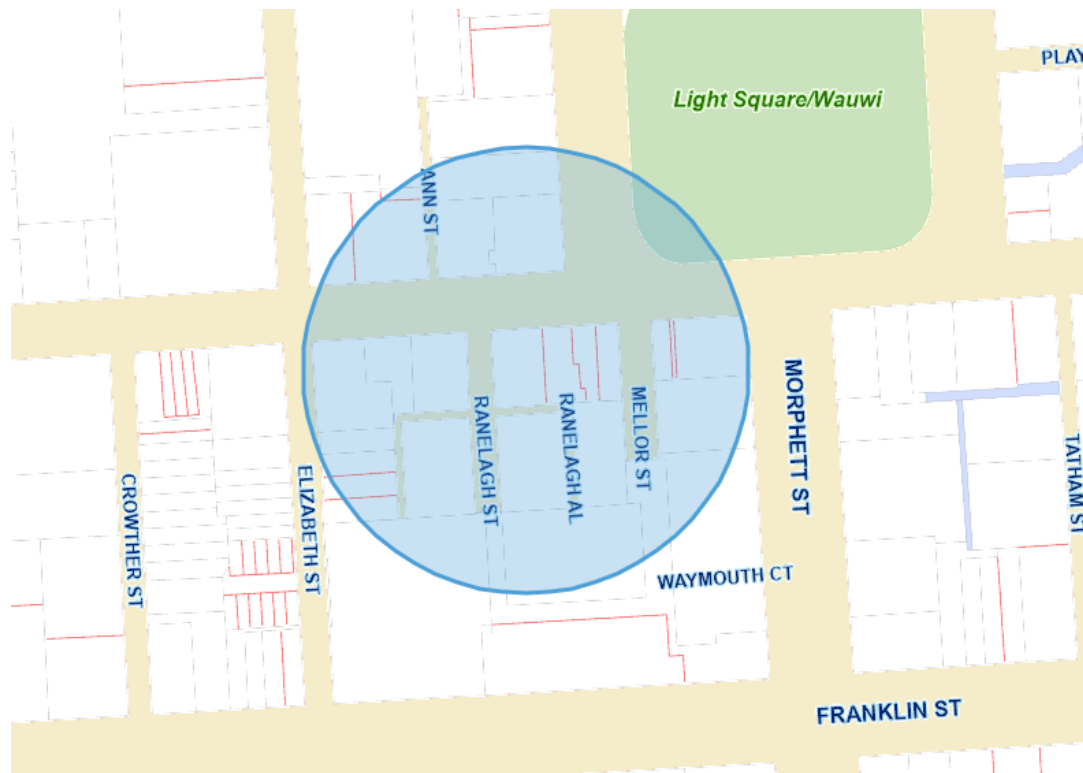 PLAY
Light Square/Wauwi
ANN ST
MORPHETT ST
MELLOR ST
RANELAGH ST
RANELAGH AL
TATHAM ST
ELIZABETH ST
CROWTHER ST
WAYMOUTH CT
FRANKLIN ST